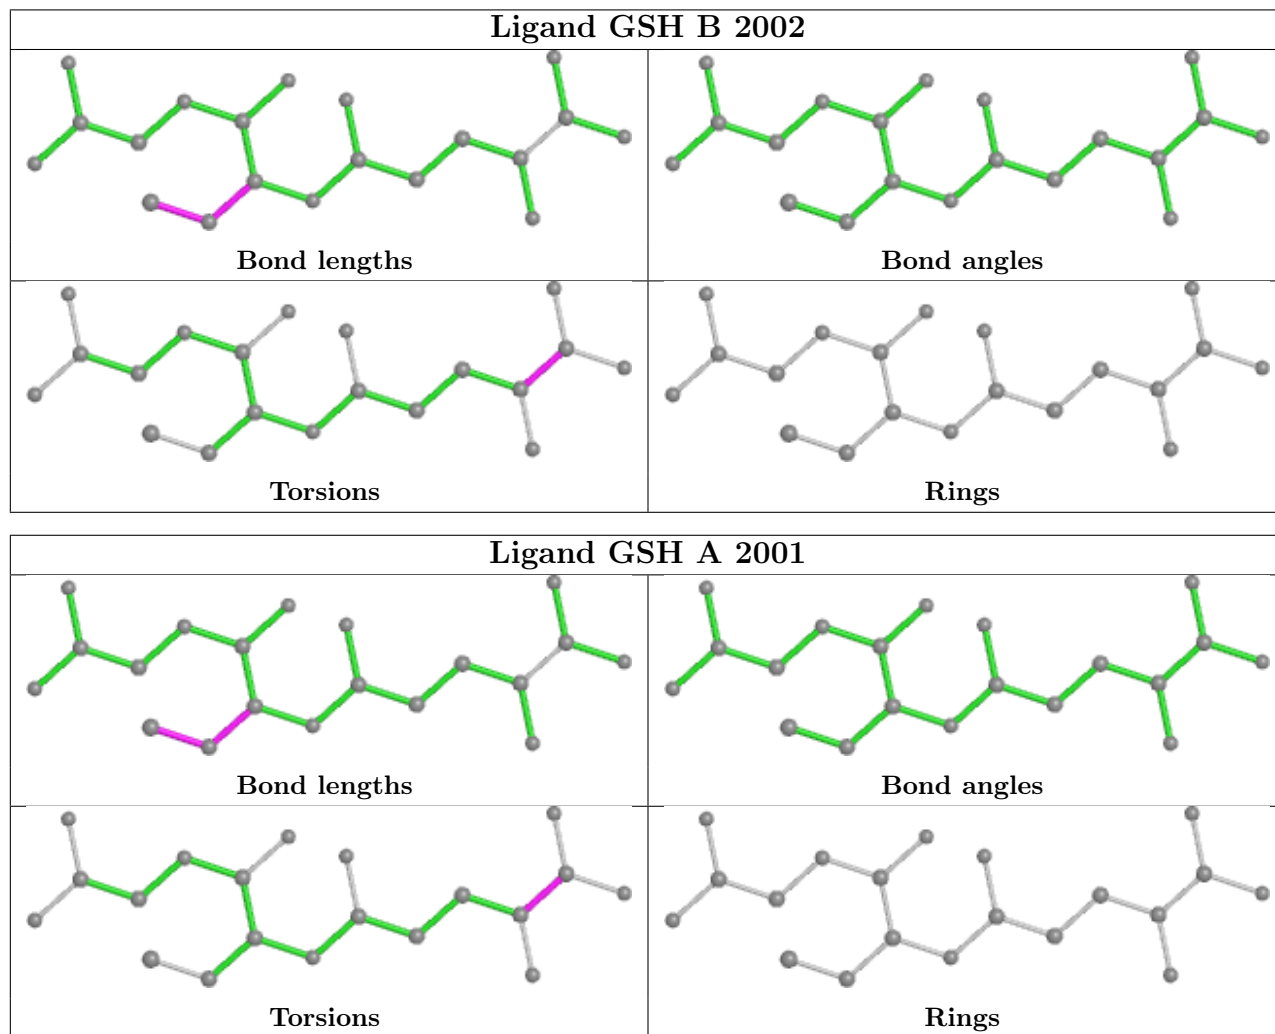 Ligand GSH B 2002
Bond lengths
Bond angles
Torsions
Rings
Ligand GSH A 2001
Bond lengths
Bond angles
Torsions
Rings